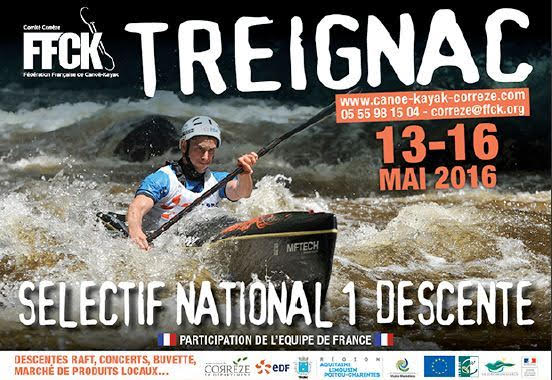 Comité Corrèze
FFCK
Fédération Française de Canoë-Kayak
TREIGNAC
www.canoe-kayak-correze.com
05 55 98 15 04 - correze@ffck.org
13-16
MAI 2016
MFTECH
SELECTIF NATIONAL 1 DESCENTE
PARTICIPATION DE L'EQUIPE DE FRANCE
DESCENTES RAFT, CONCERTS, BUVETTE,
MARCHÉ DE PRODUITS LOCAUX...
CORRÈZE
LE DÉPARTEMENT
EDF
RÉGION
AQUITAINE
LIMOUSIN
POITOU-CHARENTES